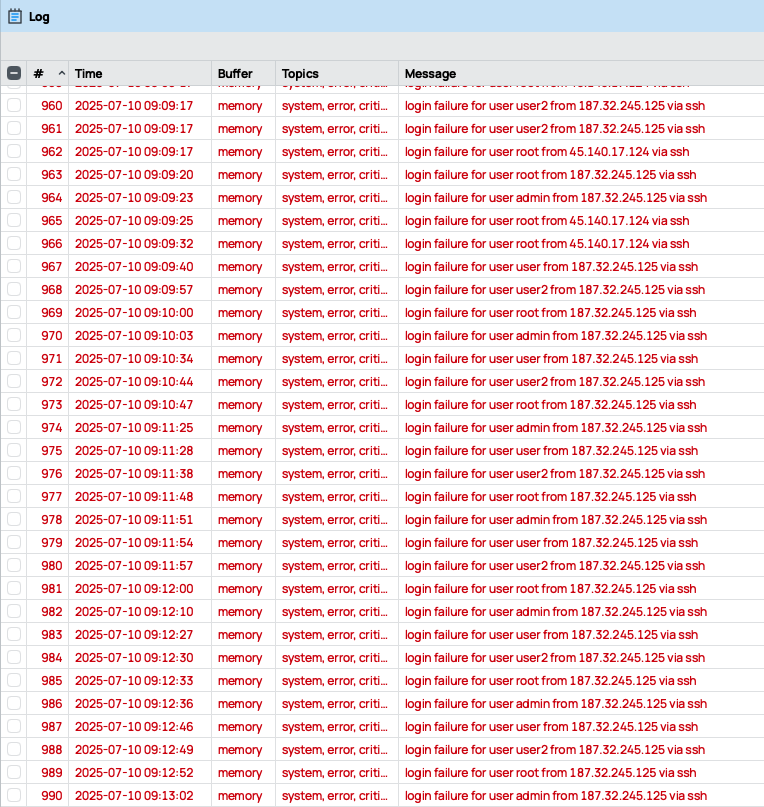 Log
# Time Buffer Topics Message
960 2025-07-10 09:09:17 memory system, error, criti... login failure for user user2 from 187.32.245.125 via ssh
961 2025-07-10 09:09:17 memory system, error, criti... login failure for user user2 from 187.32.245.125 via ssh
962 2025-07-10 09:09:17 memory system, error, criti... login failure for user root from 45.140.17.124 via ssh
963 2025-07-10 09:09:20 memory system, error, criti... login failure for user root from 187.32.245.125 via ssh
964 2025-07-10 09:09:23 memory system, error, criti... login failure for user admin from 187.32.245.125 via ssh
965 2025-07-10 09:09:25 memory system, error, criti... login failure for user root from 45.140.17.124 via ssh
966 2025-07-10 09:09:32 memory system, error, criti... login failure for user root from 45.140.17.124 via ssh
967 2025-07-10 09:09:40 memory system, error, criti... login failure for user user from 187.32.245.125 via ssh
968 2025-07-10 09:09:57 memory system, error, criti... login failure for user user2 from 187.32.245.125 via ssh
969 2025-07-10 09:10:00 memory system, error, criti... login failure for user root from 187.32.245.125 via ssh
970 2025-07-10 09:10:03 memory system, error, criti... login failure for user admin from 187.32.245.125 via ssh
971 2025-07-10 09:10:34 memory system, error, criti... login failure for user user from 187.32.245.125 via ssh
972 2025-07-10 09:10:44 memory system, error, criti... login failure for user user2 from 187.32.245.125 via ssh
973 2025-07-10 09:10:47 memory system, error, criti... login failure for user root from 187.32.245.125 via ssh
974 2025-07-10 09:11:25 memory system, error, criti... login failure for user admin from 187.32.245.125 via ssh
975 2025-07-10 09:11:28 memory system, error, criti... login failure for user user from 187.32.245.125 via ssh
976 2025-07-10 09:11:38 memory system, error, criti... login failure for user user2 from 187.32.245.125 via ssh
977 2025-07-10 09:11:48 memory system, error, criti... login failure for user root from 187.32.245.125 via ssh
978 2025-07-10 09:11:51 memory system, error, criti... login failure for user admin from 187.32.245.125 via ssh
979 2025-07-10 09:11:54 memory system, error, criti... login failure for user user from 187.32.245.125 via ssh
980 2025-07-10 09:11:57 memory system, error, criti... login failure for user user2 from 187.32.245.125 via ssh
981 2025-07-10 09:12:00 memory system, error, criti... login failure for user root from 187.32.245.125 via ssh
982 2025-07-10 09:12:10 memory system, error, criti... login failure for user admin from 187.32.245.125 via ssh
983 2025-07-10 09:12:27 memory system, error, criti... login failure for user user from 187.32.245.125 via ssh
984 2025-07-10 09:12:30 memory system, error, criti... login failure for user user2 from 187.32.245.125 via ssh
985 2025-07-10 09:12:33 memory system, error, criti... login failure for user root from 187.32.245.125 via ssh
986 2025-07-10 09:12:36 memory system, error, criti... login failure for user admin from 187.32.245.125 via ssh
987 2025-07-10 09:12:46 memory system, error, criti... login failure for user user from 187.32.245.125 via ssh
988 2025-07-10 09:12:49 memory system, error, criti... login failure for user user2 from 187.32.245.125 via ssh
989 2025-07-10 09:12:52 memory system, error, criti... login failure for user root from 187.32.245.125 via ssh
990 2025-07-10 09:13:02 memory system, error, criti... login failure for user admin from 187.32.245.125 via ssh